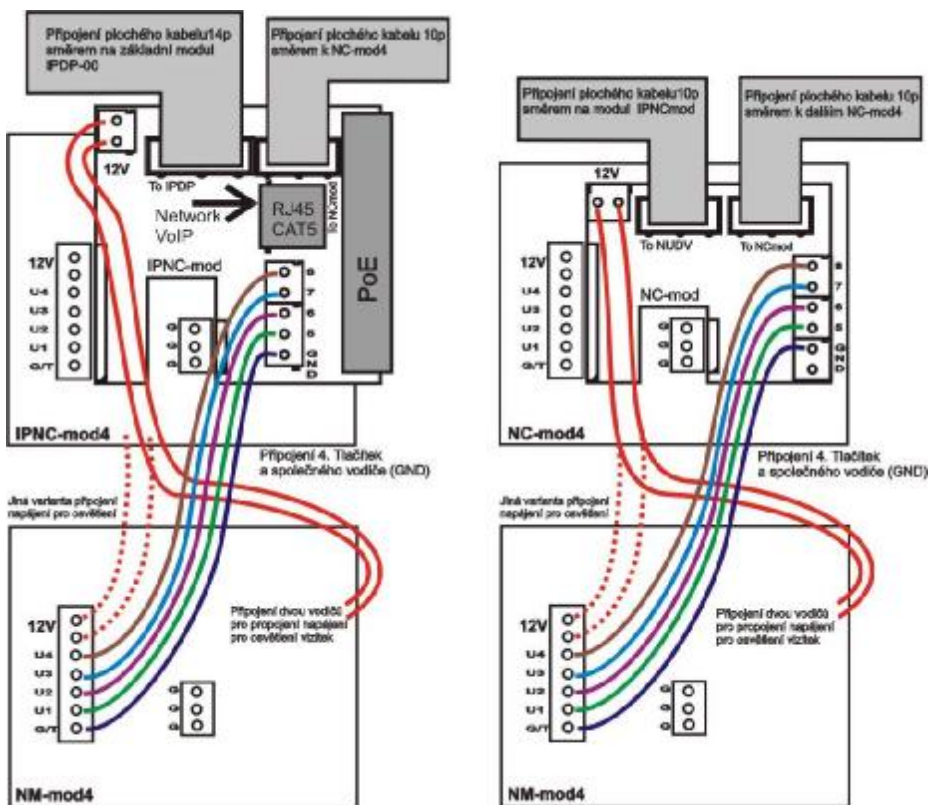 Připojení plochého kabelu14p
směrem na základní modul
IPDP-00
Připojení plochého kabelu 10p
směrem k NC-mod4
12V
To IPDP
To NCmod
Network
VoIP
RJ45
CAT5
PoE
IPNC-mod
12V
U4
U3
U2
U1
G/T
G
G
G
8
7
6
5
G
N
D
IPNC-mod4
Připojení 4. Tlačítek
a společného vodiče (GND)
Jiná varianta připojení
napájení pro osvětlení
12V
U4
U3
U2
U1
G/T
G
G
G
Připojení dvou vodičů
pro propojení napájení
pro osvětlení vizitek
NM-mod4
Připojení plochého kabelu10p
směrem na modul IPNCmod
Připojení plochého kabelu 10p
směrem k dalším NC-mod4
12V
To NUDV
To NCmod
12V
U4
U3
U2
U1
G/T
NC-mod
G
G
G
8
7
6
5
G
N
D
NC-mod4
Připojení 4. Tlačítek
a společného vodiče (GND)
Jiná varianta připojení
napájení pro osvětlení
12V
U4
U3
U2
U1
G/T
G
G
G
Připojení dvou vodičů
pro propojení napájení
pro osvětlení vizitek
NM-mod4